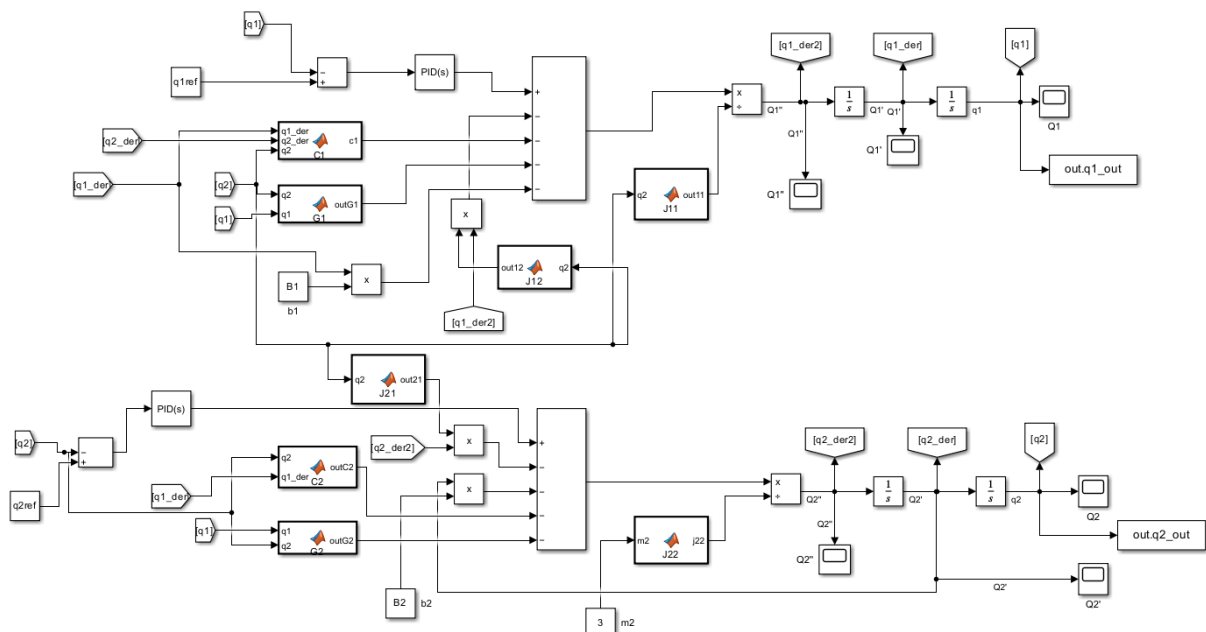 [q1]
q1ref
PID(s)
[q2_der]
[q1_der]
q1_der
q2_der
q2
c1
C1
[q2]
[q1]
q2
q1
outG1
G1
B1
b1
x
x
out12
q2
J12
[q1_der2]
q2
out11
J11
x
÷
Q1''
[q1_der2]
Q1''
Q1''
1
s
Q1'
[q1_der]
Q1'
Q1'
1
s
q1
[q1]
Q1
out.q1_out
q2
out21
J21
PID(s)
[q2]
q2ref
[q1_der]
[q1]
q2
q1_der
outC2
C2
q1
q2
outG2
G2
[q2_der2]
x
x
B2
b2
m2
j22
J22
3
m2
x
÷
Q2''
[q2_der2]
Q2''
Q2''
1
s
Q2'
[q2_der]
1
s
q2
[q2]
Q2
out.q2_out
Q2'
Q2'